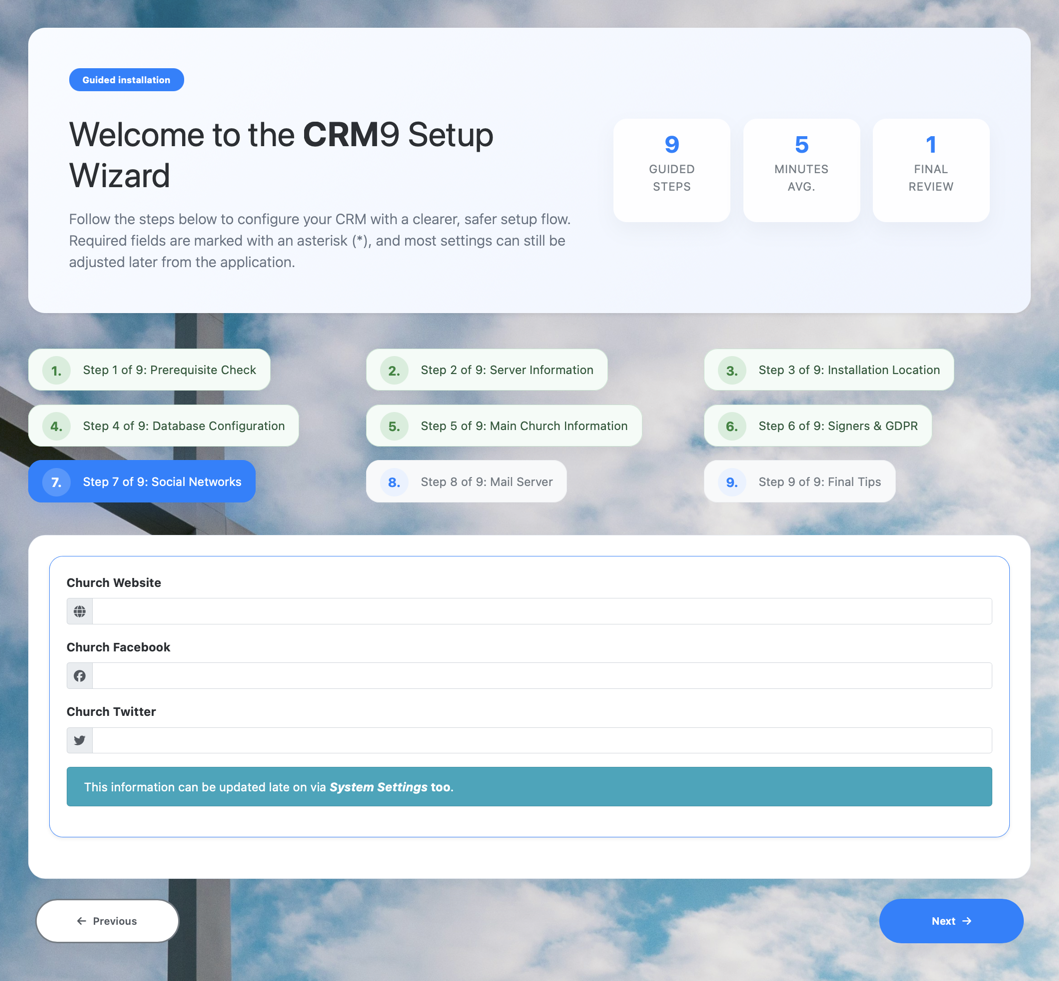 Guided installation
Welcome to the CRM9 Setup
Wizard
Follow the steps below to configure your CRM with a clearer, safer setup flow.
Required fields are marked with an asterisk (*), and most settings can still be
adjusted later from the application.
9
GUIDED
STEPS
5
MINUTES
AVG.
1
FINAL
REVIEW
1. Step 1 of 9: Prerequisite Check
2. Step 2 of 9: Server Information
3. Step 3 of 9: Installation Location
4. Step 4 of 9: Database Configuration
5. Step 5 of 9: Main Church Information
6. Step 6 of 9: Signers & GDPR
7. Step 7 of 9: Social Networks
8. Step 8 of 9: Mail Server
9. Step 9 of 9: Final Tips
Church Website
Church Facebook
Church Twitter
This information can be updated late on via System Settings too.
← Previous
Next →